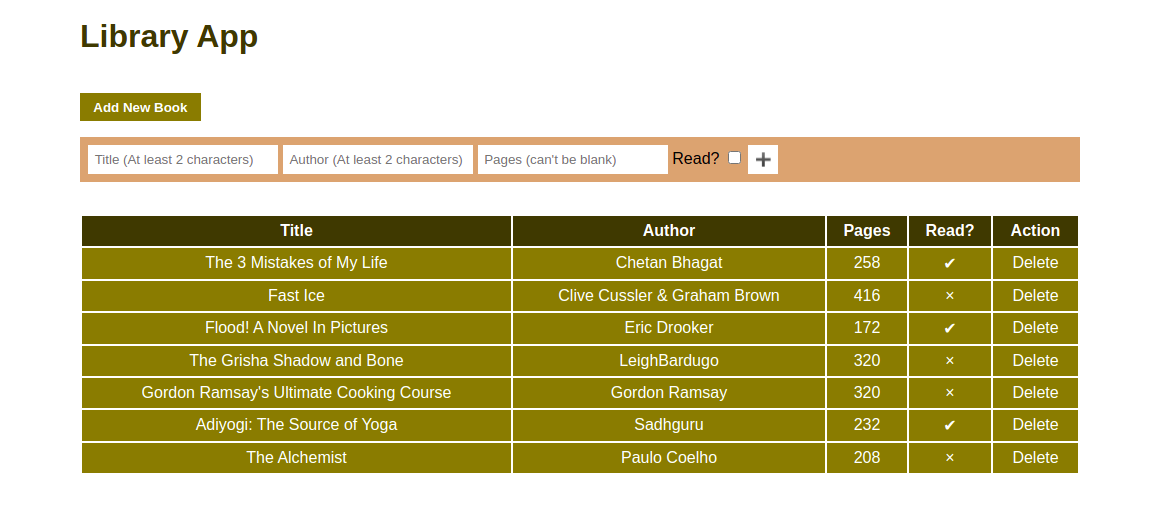 Library App
Add New Book
Title (At least 2 characters) Author (At least 2 characters) Pages (can't be blank) Read? ➕
Title Author Pages Read? Action
The 3 Mistakes of My Life Chetan Bhagat 258 ✔ Delete
Fast Ice Clive Cussler & Graham Brown 416 × Delete
Flood! A Novel In Pictures Eric Drooker 172 ✔ Delete
The Grisha Shadow and Bone LeighBardugo 320 × Delete
Gordon Ramsay's Ultimate Cooking Course Gordon Ramsay 320 × Delete
Adiyogi: The Source of Yoga Sadhguru 232 ✔ Delete
The Alchemist Paulo Coelho 208 × Delete